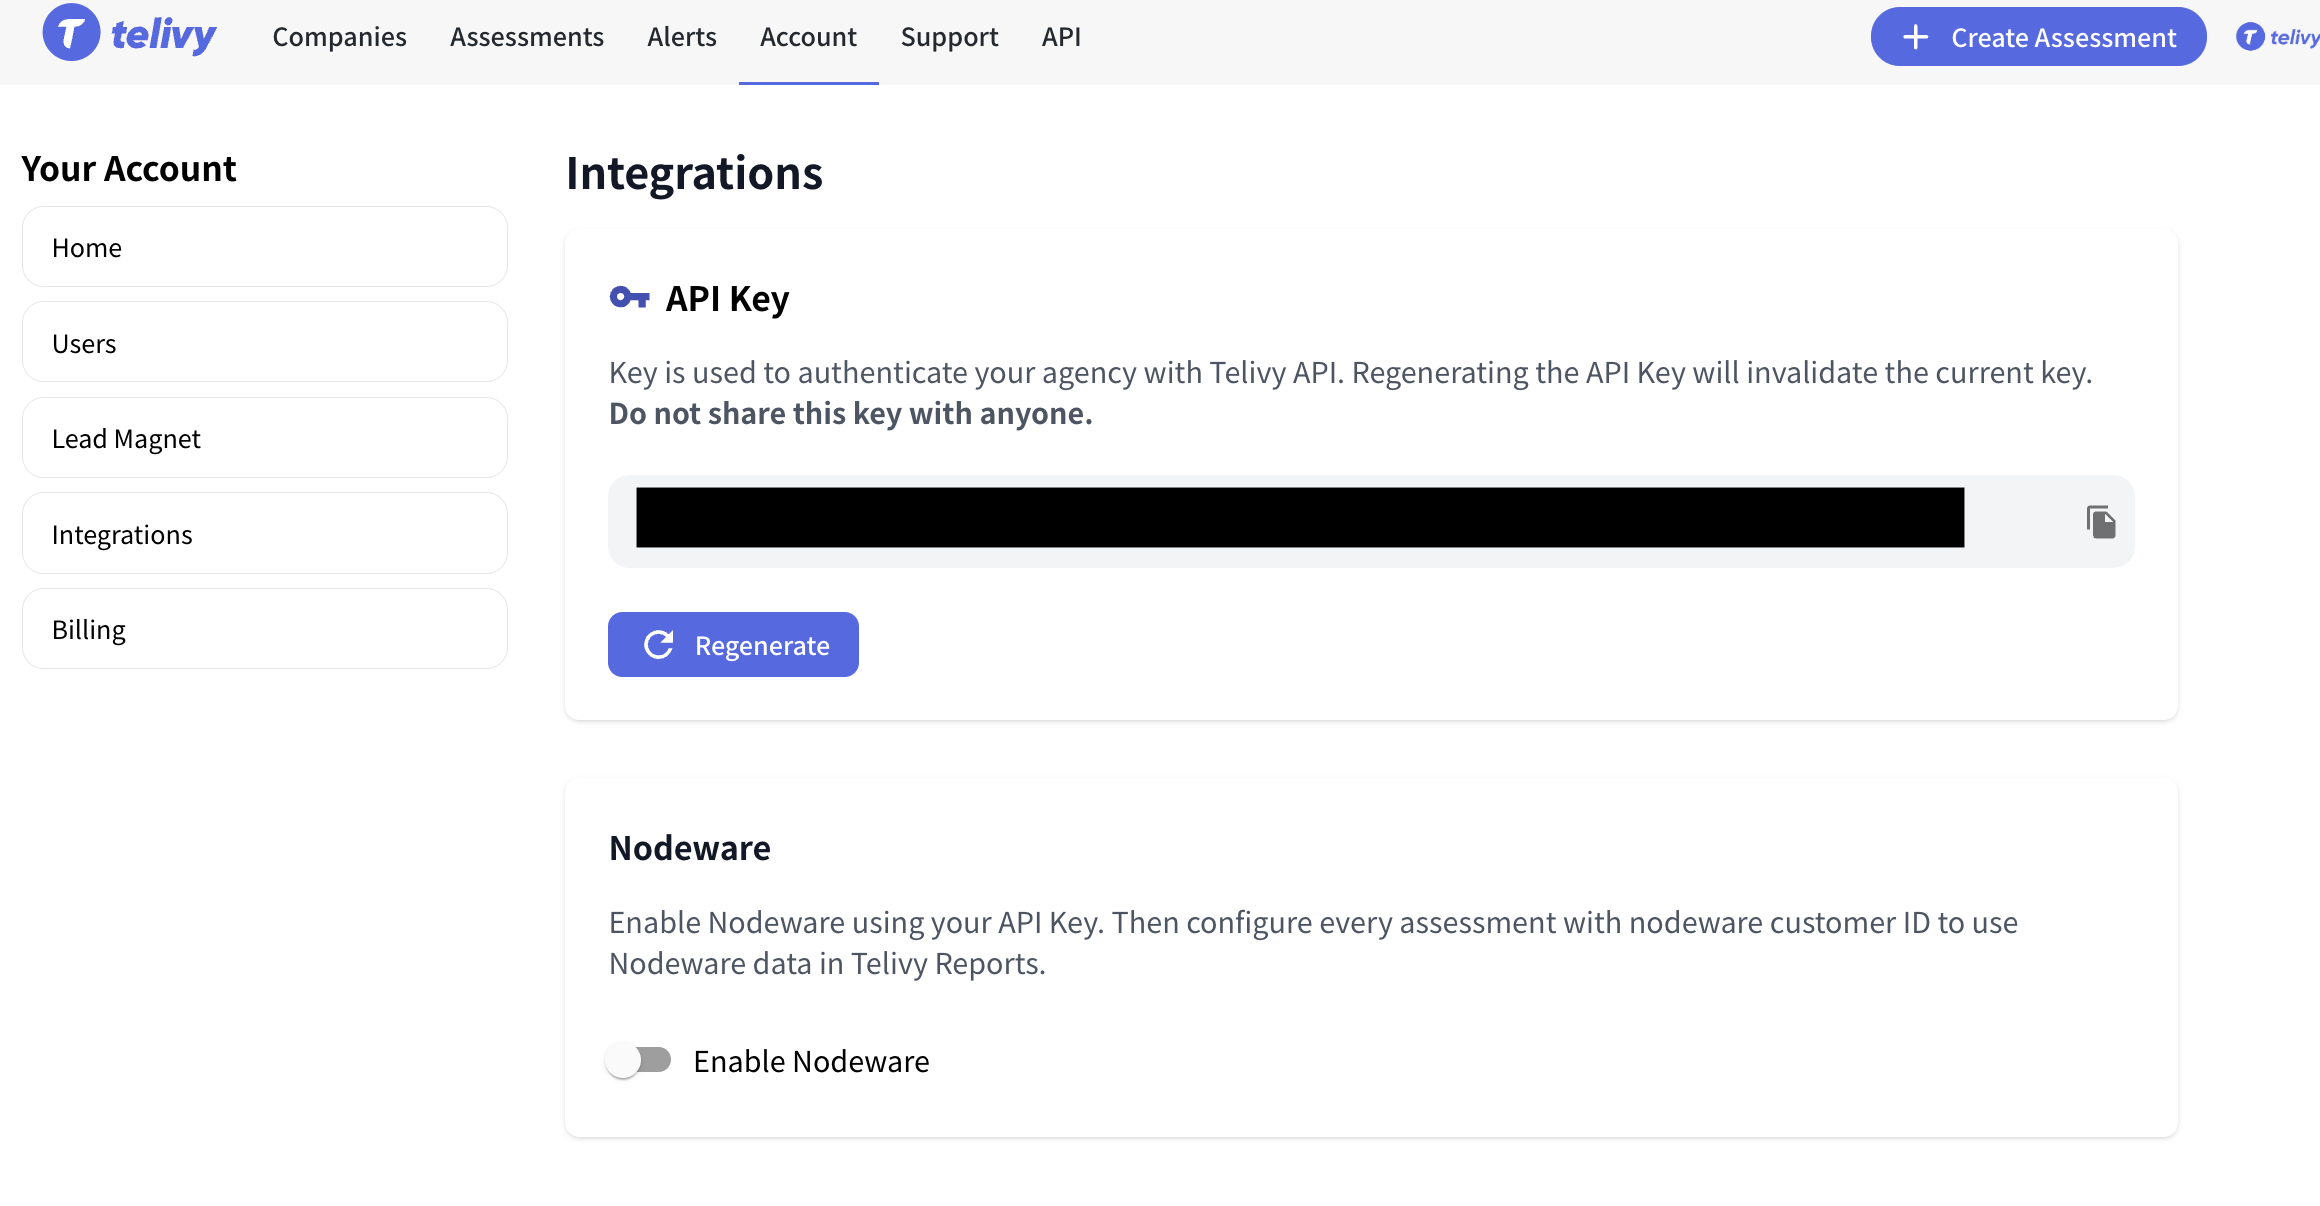 telivy
Companies
Assessments
Alerts
Account
Support
API
Create Assessment
telivy
Your Account
Home
Users
Lead Magnet
Integrations
Billing
Integrations
API Key
Key is used to authenticate your agency with Telivy API. Regenerating the API Key will invalidate the current key.
Do not share this key with anyone.
Regenerate
Nodeware
Enable Nodeware using your API Key. Then configure every assessment with nodeware customer ID to use
Nodeware data in Telivy Reports.
Enable Nodeware